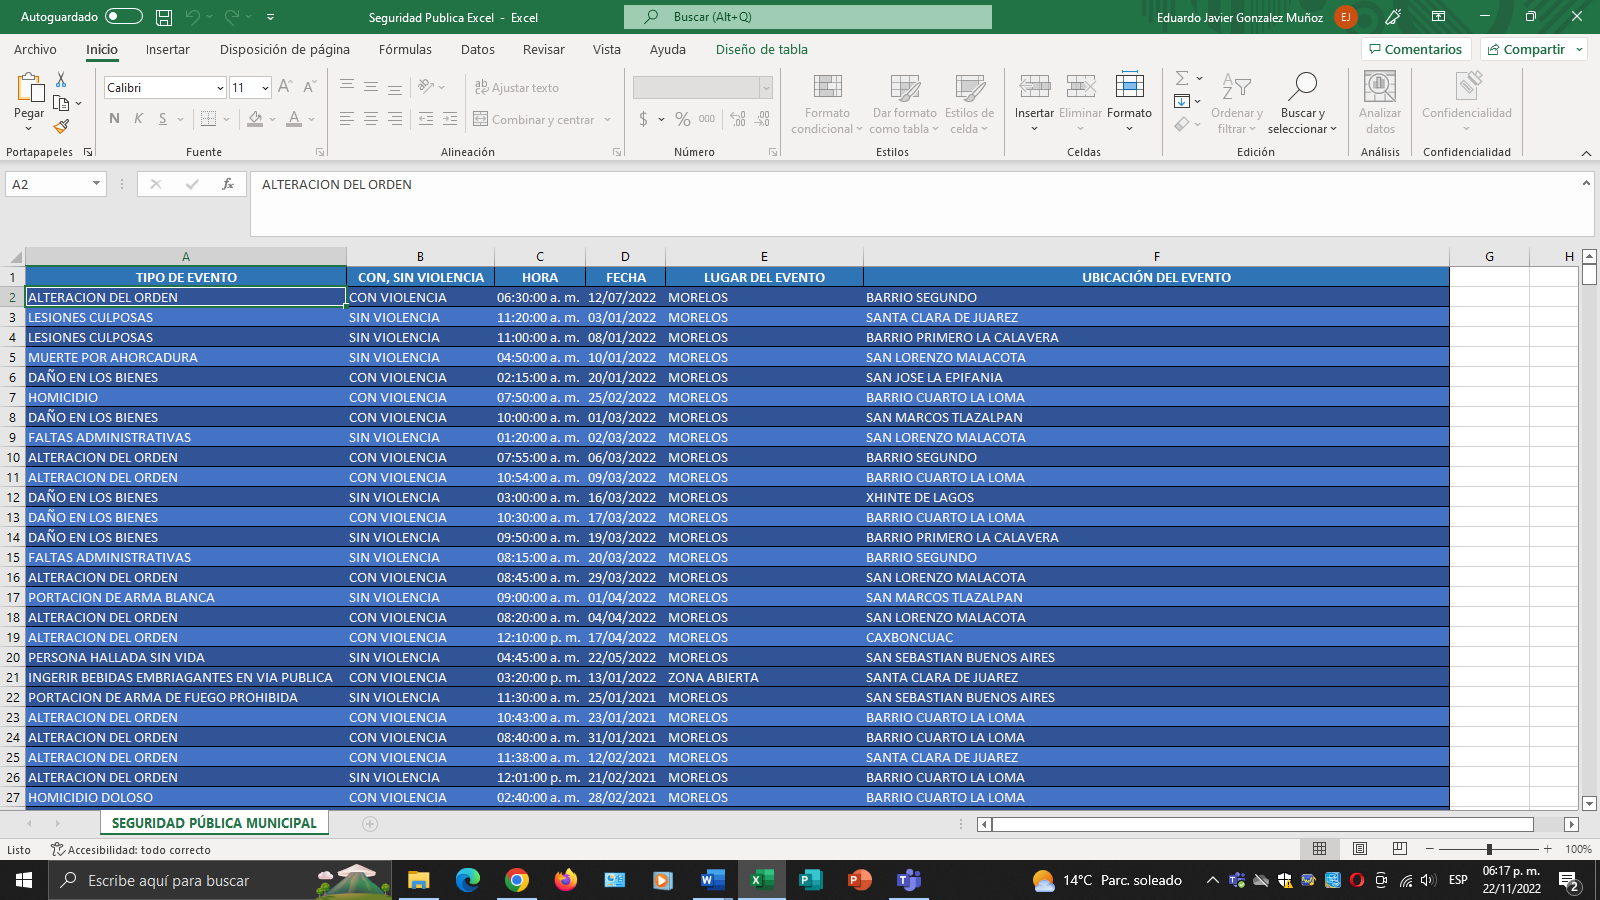 Autoguardado
Seguridad Publica Excel - Excel
Buscar (Alt+Q)
Eduardo Javier Gonzalez Muñoz EJ
Archivo Inicio Insertar Disposición de página Fórmulas Datos Revisar Vista Ayuda Diseño de tabla
Comentarios Compartir
Pegar
Portapapeles
Calibri 11
N K S
Fuente
Ajustar texto
Combinar y centrar
Alineación
$ % 000
Número
Formato condicional
Dar formato como tabla
Estilos de celda
Estilos
Insertar Eliminar Formato
Celdas
Ordenar y filtrar
Buscar y seleccionar
Edición
Analizar datos
Análisis
Confidencialidad
Confidencialidad
A2 fx ALTERACION DEL ORDEN
A B C D E F G H
1 TIPO DE EVENTO CON, SIN VIOLENCIA HORA FECHA LUGAR DEL EVENTO UBICACIÓN DEL EVENTO
2 ALTERACION DEL ORDEN CON VIOLENCIA 06:30:00 a. m. 12/07/2022 MORELOS BARRIO SEGUNDO
3 LESIONES CULPOSAS SIN VIOLENCIA 11:20:00 a. m. 03/01/2022 MORELOS SANTA CLARA DE JUAREZ
4 LESIONES CULPOSAS SIN VIOLENCIA 11:00:00 a. m. 08/01/2022 MORELOS BARRIO PRIMERO LA CALAVERA
5 MUERTE POR AHORCADURA SIN VIOLENCIA 04:50:00 a. m. 10/01/2022 MORELOS SAN LORENZO MALACOTA
6 DAÑO EN LOS BIENES CON VIOLENCIA 02:15:00 a. m. 20/01/2022 MORELOS SAN JOSE LA EPIFANIA
7 HOMICIDIO CON VIOLENCIA 07:50:00 a. m. 25/02/2022 MORELOS BARRIO CUARTO LA LOMA
8 DAÑO EN LOS BIENES CON VIOLENCIA 10:00:00 a. m. 01/03/2022 MORELOS SAN MARCOS TLAZALPAN
9 FALTAS ADMINISTRATIVAS SIN VIOLENCIA 01:20:00 a. m. 02/03/2022 MORELOS SAN LORENZO MALACOTA
10 ALTERACION DEL ORDEN CON VIOLENCIA 07:55:00 a. m. 06/03/2022 MORELOS BARRIO SEGUNDO
11 ALTERACION DEL ORDEN CON VIOLENCIA 10:54:00 a. m. 09/03/2022 MORELOS BARRIO CUARTO LA LOMA
12 DAÑO EN LOS BIENES SIN VIOLENCIA 03:00:00 a. m. 16/03/2022 MORELOS XHINTE DE LAGOS
13 DAÑO EN LOS BIENES CON VIOLENCIA 10:30:00 a. m. 17/03/2022 MORELOS BARRIO CUARTO LA LOMA
14 DAÑO EN LOS BIENES SIN VIOLENCIA 09:50:00 a. m. 19/03/2022 MORELOS BARRIO PRIMERO LA CALAVERA
15 FALTAS ADMINISTRATIVAS SIN VIOLENCIA 08:15:00 a. m. 20/03/2022 MORELOS BARRIO SEGUNDO
16 ALTERACION DEL ORDEN CON VIOLENCIA 08:45:00 a. m. 29/03/2022 MORELOS SAN LORENZO MALACOTA
17 PORTACION DE ARMA BLANCA SIN VIOLENCIA 09:00:00 a. m. 01/04/2022 MORELOS SAN MARCOS TLAZALPAN
18 ALTERACION DEL ORDEN CON VIOLENCIA 08:20:00 a. m. 04/04/2022 MORELOS SAN LORENZO MALACOTA
19 ALTERACION DEL ORDEN CON VIOLENCIA 12:10:00 p. m. 17/04/2022 MORELOS CAXBONCUAC
20 PERSONA HALLADA SIN VIDA SIN VIOLENCIA 04:45:00 a. m. 22/05/2022 MORELOS SAN SEBASTIAN BUENOS AIRES
21 INGERIR BEBIDAS EMBRIAGANTES EN VIA PUBLICA CON VIOLENCIA 03:20:00 p. m. 13/01/2022 ZONA ABIERTA SANTA CLARA DE JUAREZ
22 PORTACION DE ARMA DE FUEGO PROHIBIDA SIN VIOLENCIA 11:30:00 a. m. 25/01/2021 MORELOS SAN SEBASTIAN BUENOS AIRES
23 ALTERACION DEL ORDEN CON VIOLENCIA 10:43:00 a. m. 23/01/2021 MORELOS BARRIO CUARTO LA LOMA
24 ALTERACION DEL ORDEN CON VIOLENCIA 08:40:00 a. m. 31/01/2021 MORELOS BARRIO CUARTO LA LOMA
25 ALTERACION DEL ORDEN CON VIOLENCIA 11:38:00 a. m. 12/02/2021 MORELOS SANTA CLARA DE JUAREZ
26 ALTERACION DEL ORDEN SIN VIOLENCIA 12:01:00 p. m. 21/02/2021 MORELOS BARRIO CUARTO LA LOMA
27 HOMICIDIO DOLOSO CON VIOLENCIA 02:40:00 a. m. 28/02/2021 MORELOS BARRIO CUARTO LA LOMA
SEGURIDAD PÚBLICA MUNICIPAL
Listo Accesibilidad: todo correcto 100%
Escribe aquí para buscar
14°C Parc. soleado ESP
06:17 p. m.
22/11/2022
2